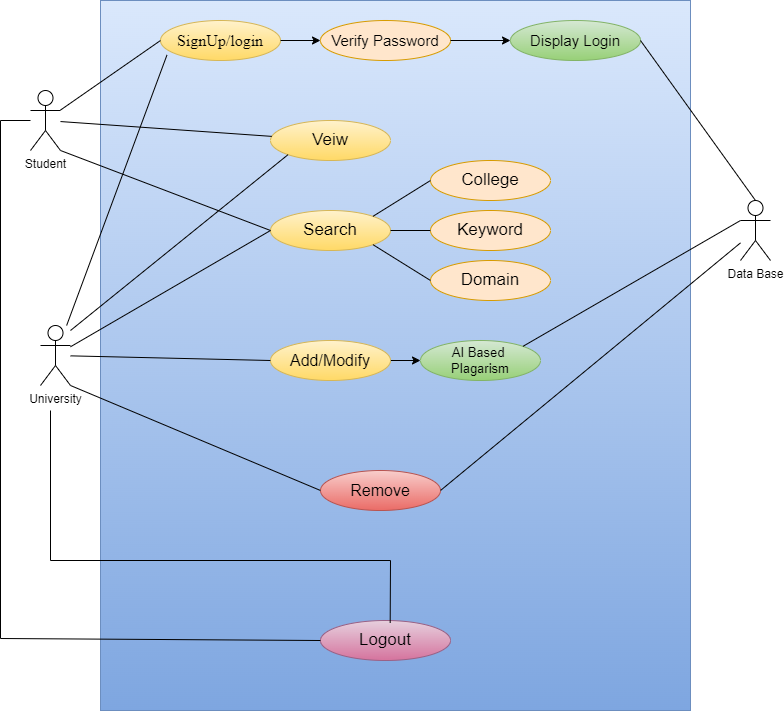 SignUp/login
Verify Password
Display Login
Veiw
Student
College
Search
Keyword
Domain
Data Base
Add/Modify
AI Based
Plagarism
University
Remove
Logout